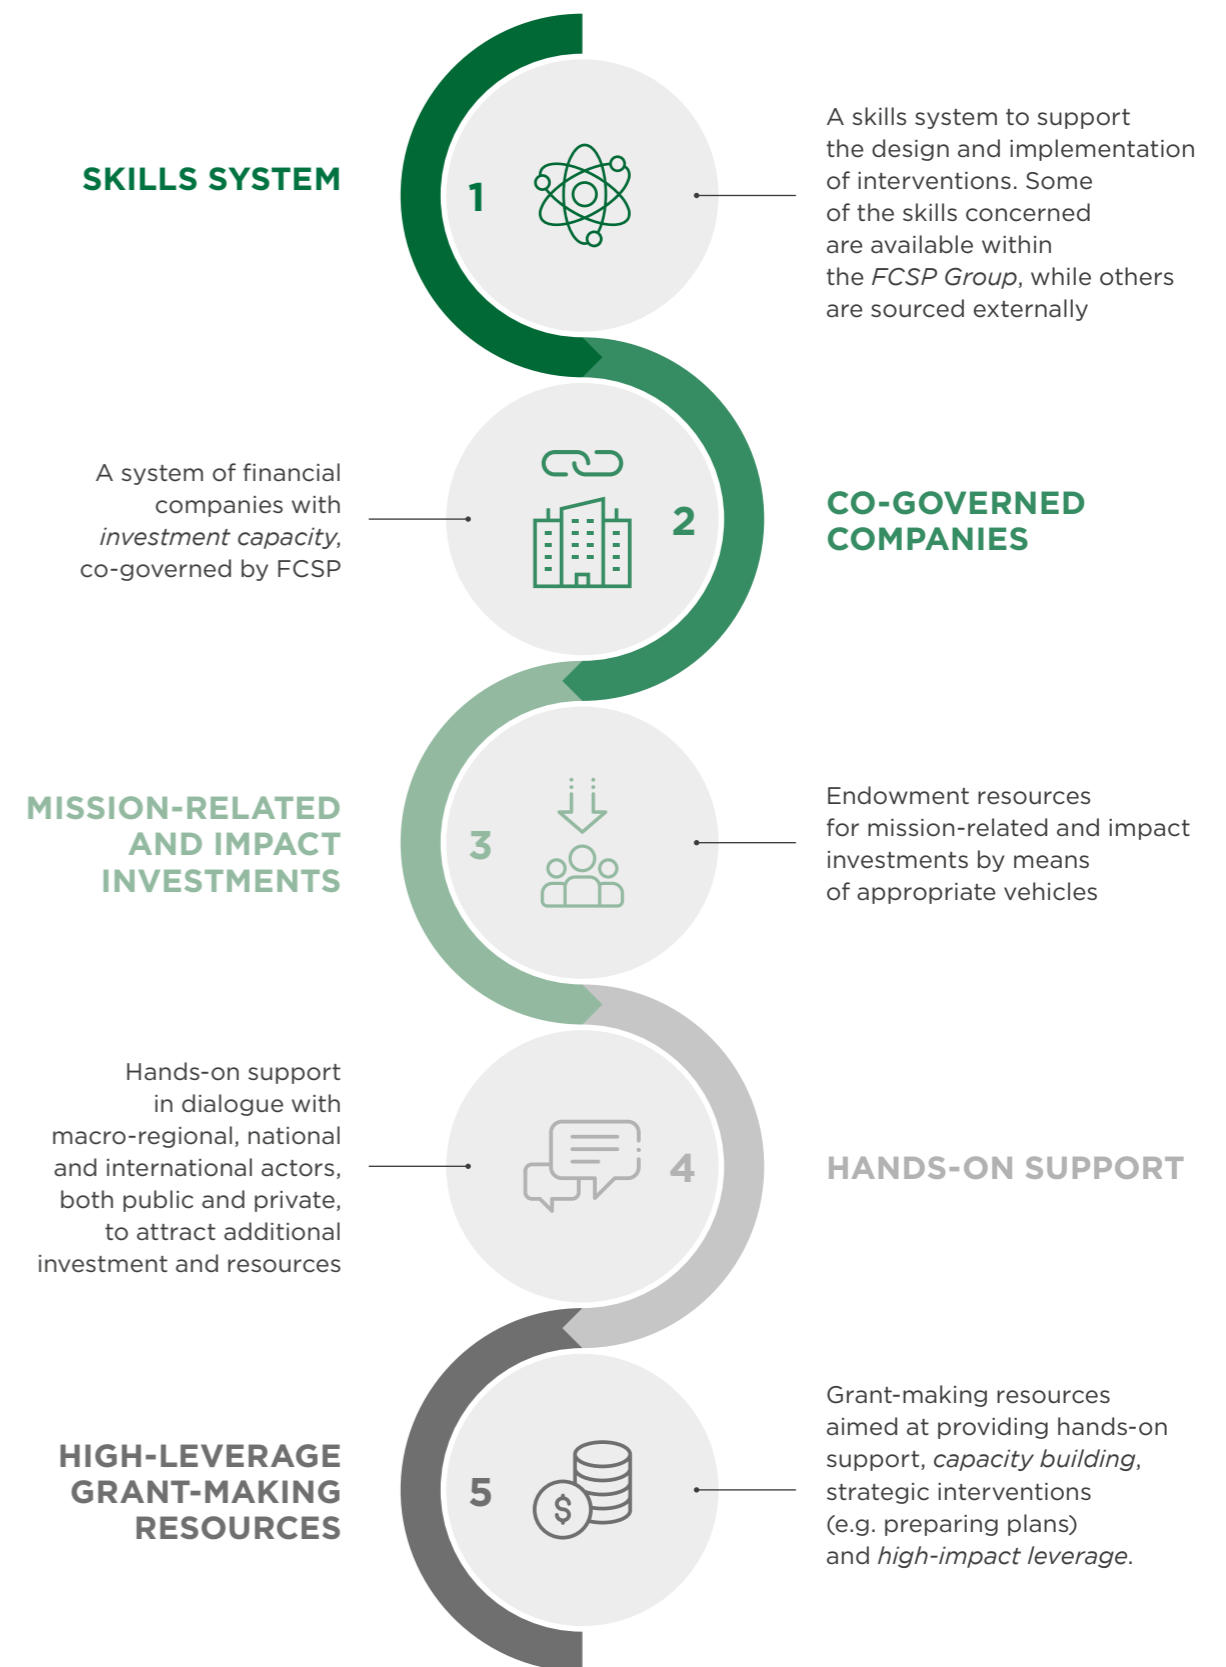 SKILLS SYSTEM
1
A skills system to support
the design and implementation
of interventions. Some
of the skills concerned
are available within
the FCSP Group, while others
are sourced externally
A system of financial
companies with
investment capacity,
co-governed by FCSP
2
CO-GOVERNED
COMPANIES
MISSION-RELATED
AND IMPACT
INVESTMENTS
3
Endowment resources
for mission-related and impact
investments by means
of appropriate vehicles
Hands-on support
in dialogue with
macro-regional, national
and international actors,
both public and private,
to attract additional
investment and resources
4
HANDS-ON SUPPORT
HIGH-LEVERAGE
GRANT-MAKING
RESOURCES
5
$
Grant-making resources
aimed at providing hands-on
support, capacity building,
strategic interventions
(e.g. preparing plans)
and high-impact leverage.